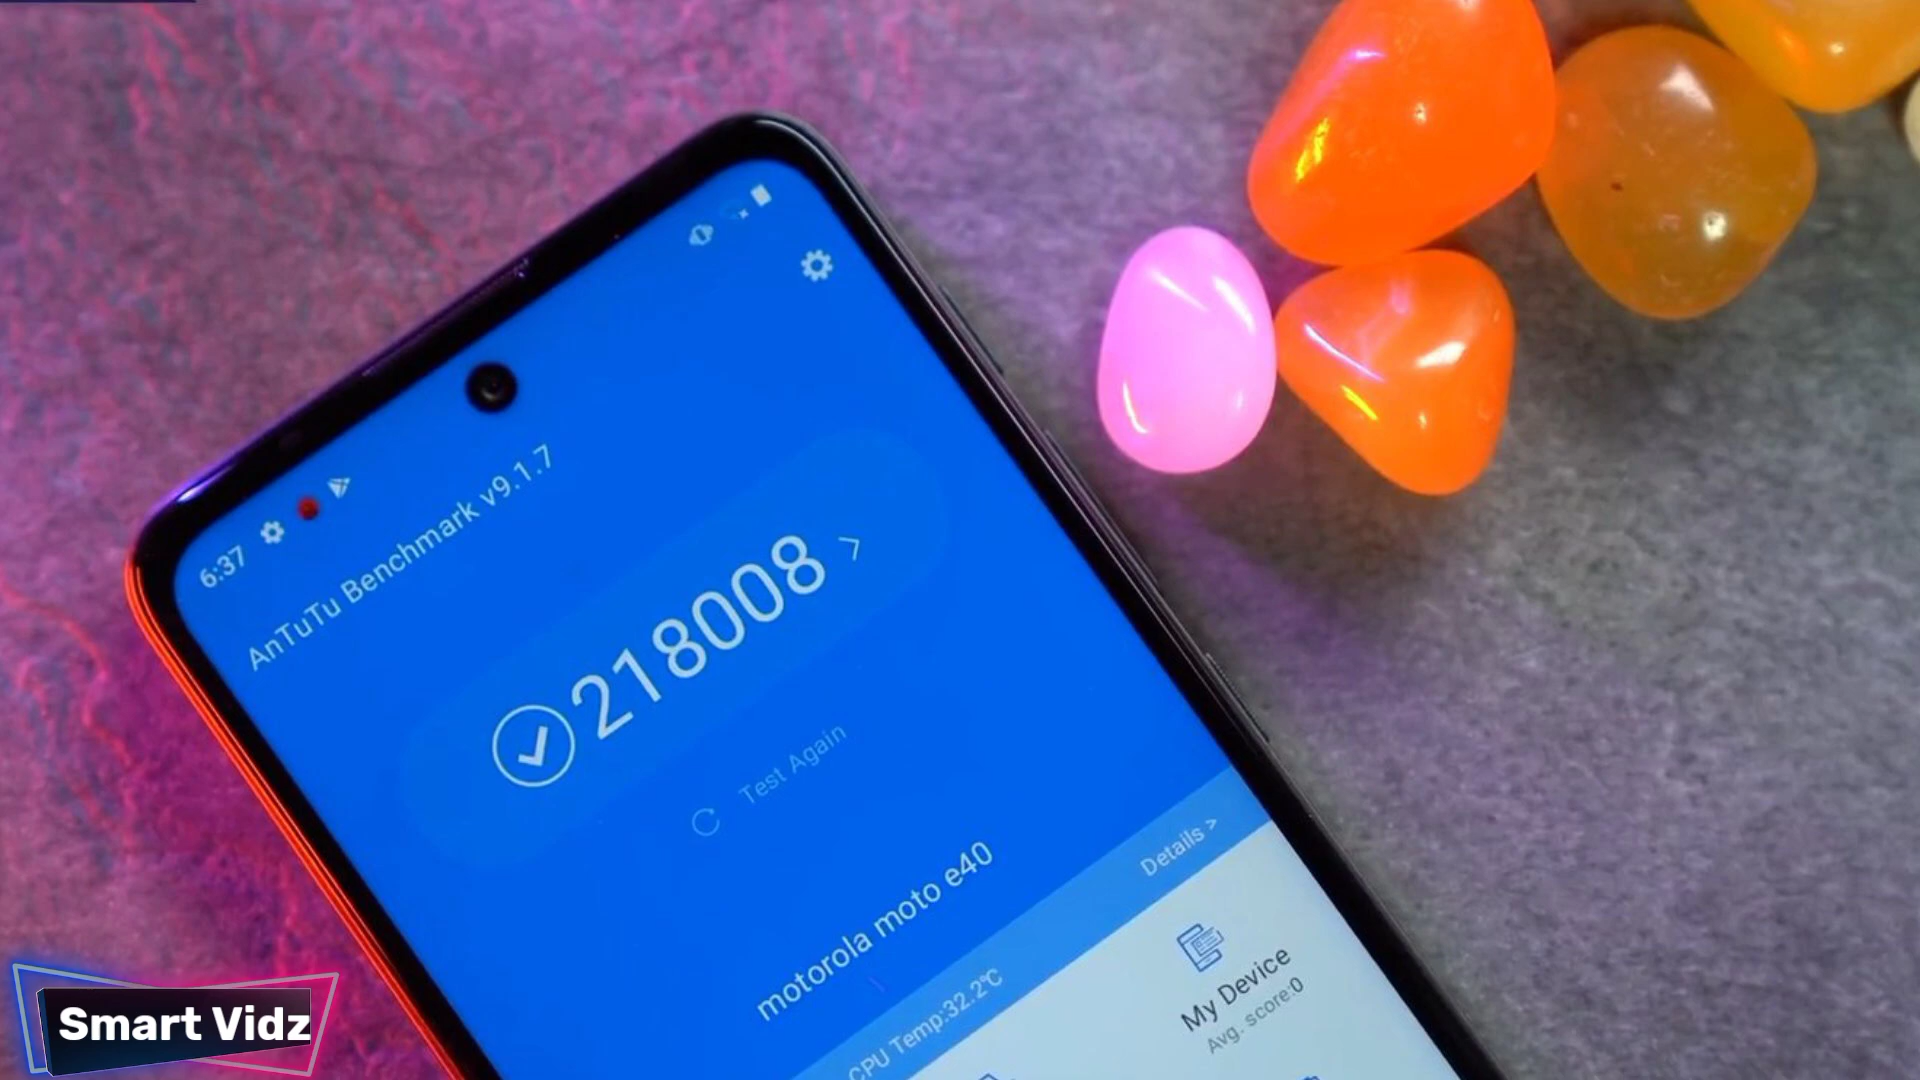 6:37
AnTuTu Benchmark v9.1.7
218008 >
Test Again
motorola moto e40
CPU Temp:32.2℃
Details >
My Device
Avg. score:0
Smart Vidz